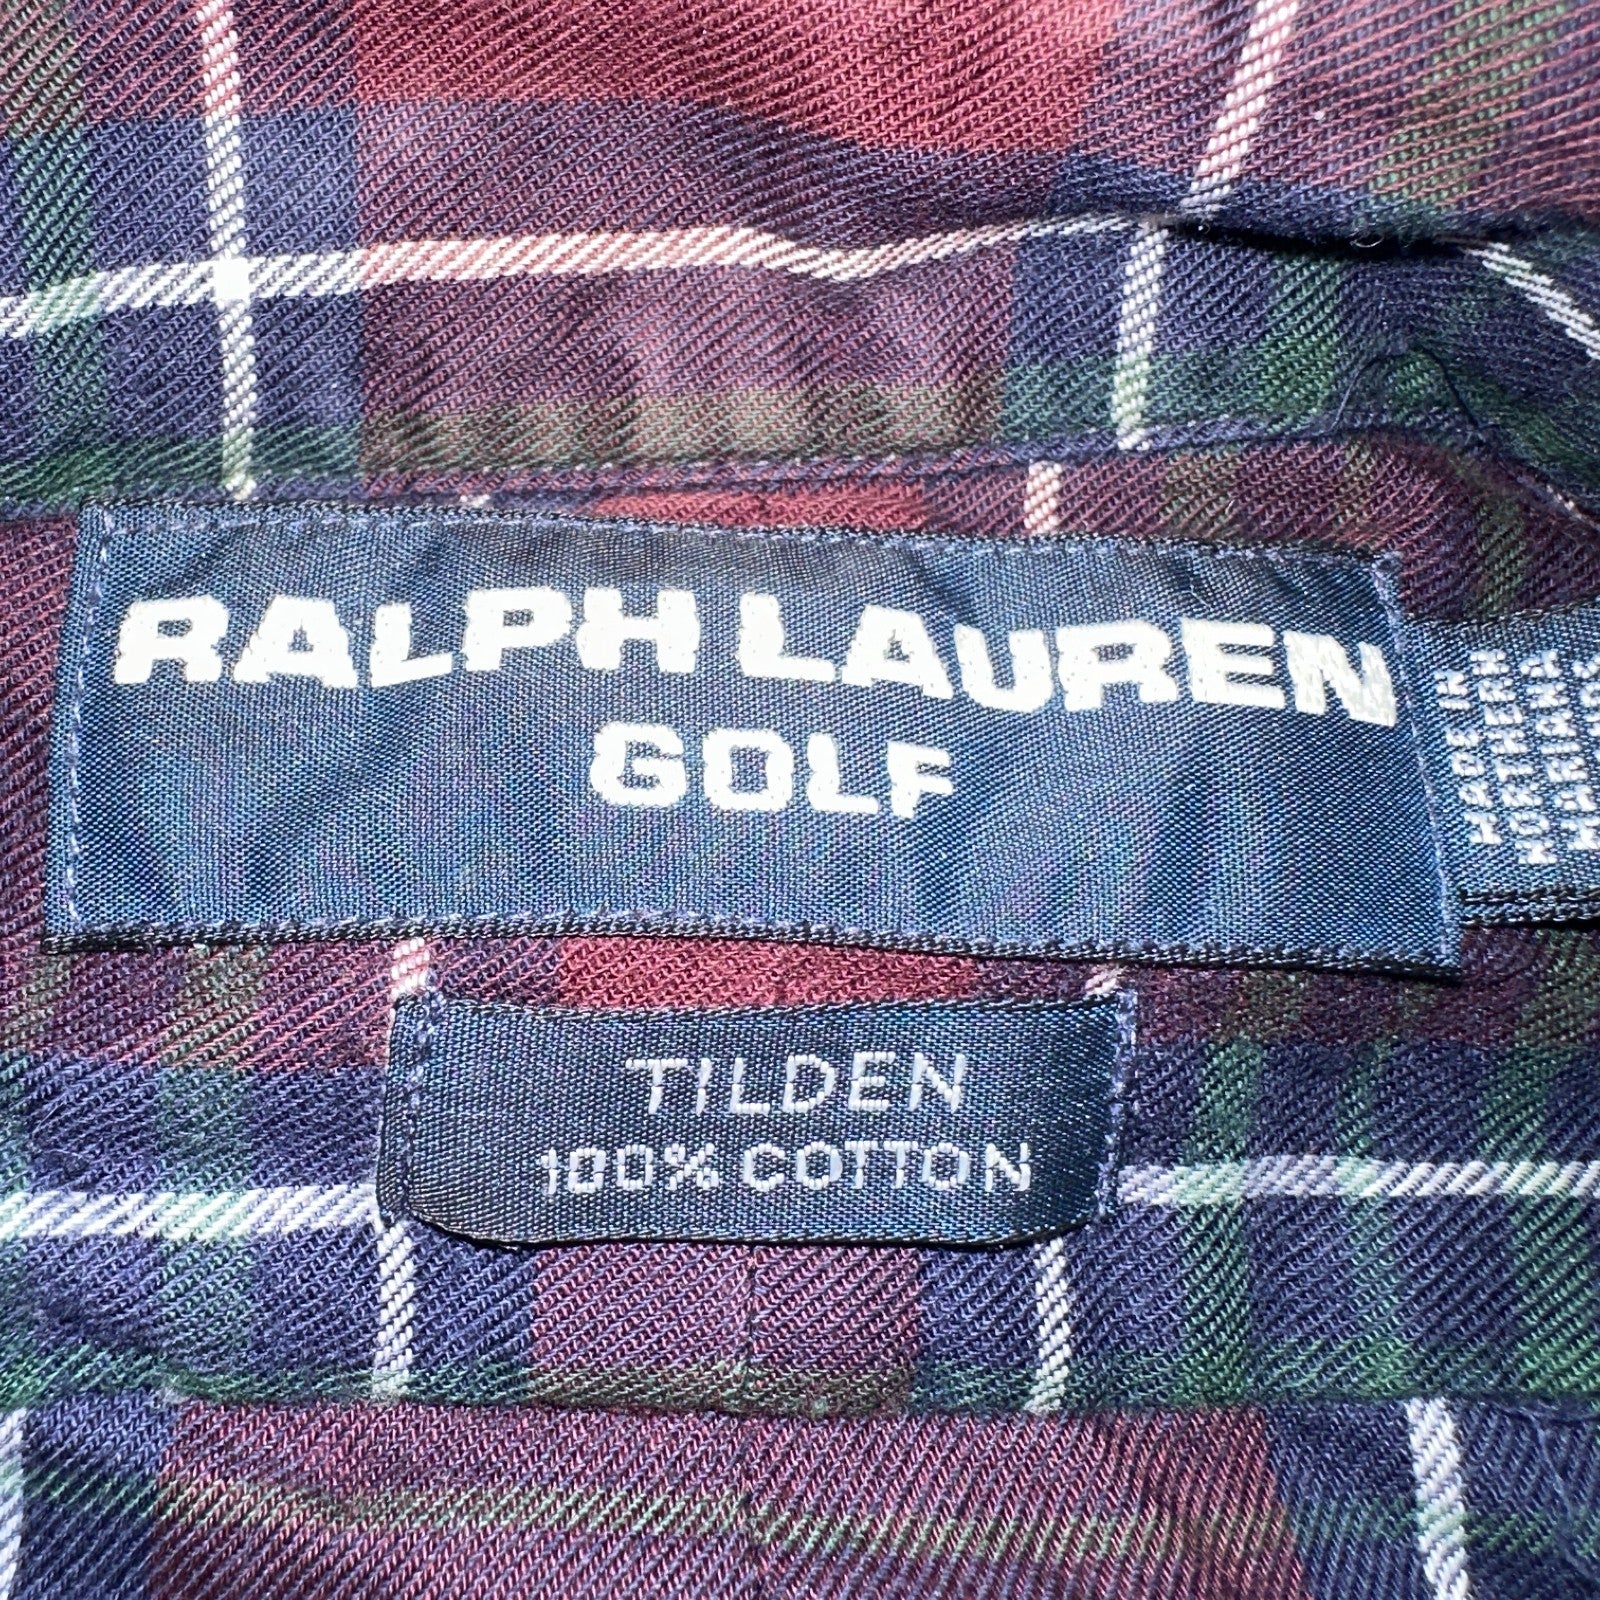 RALPH LAUREN
GOLF
MADE IN
NORTHERN
MARIANA
TILDEN
100% COTTON